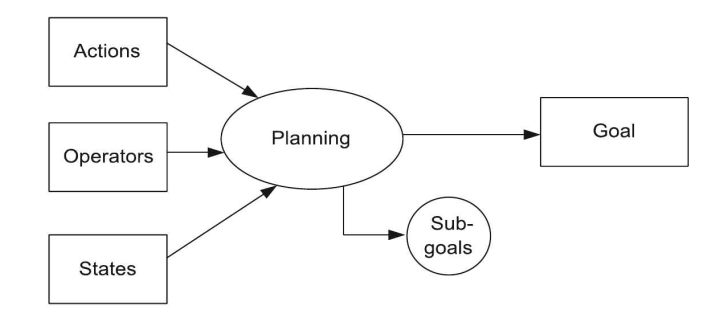 Actions
Operators
States
Planning
Goal
Sub-
goals